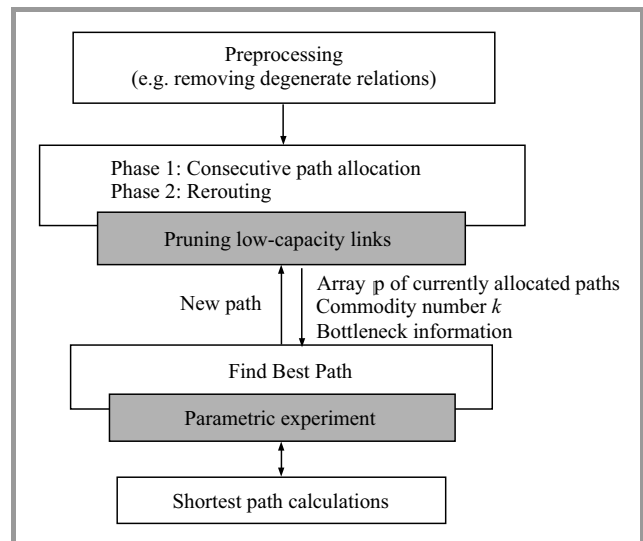 Preprocessing
(e.g. removing degenerate relations)
Phase 1: Consecutive path allocation
Phase 2: Rerouting
Pruning low-capacity links
New path
Array 𝕡 of currently allocated paths
Commodity number k
Bottleneck information
Find Best Path
Parametric experiment
Shortest path calculations